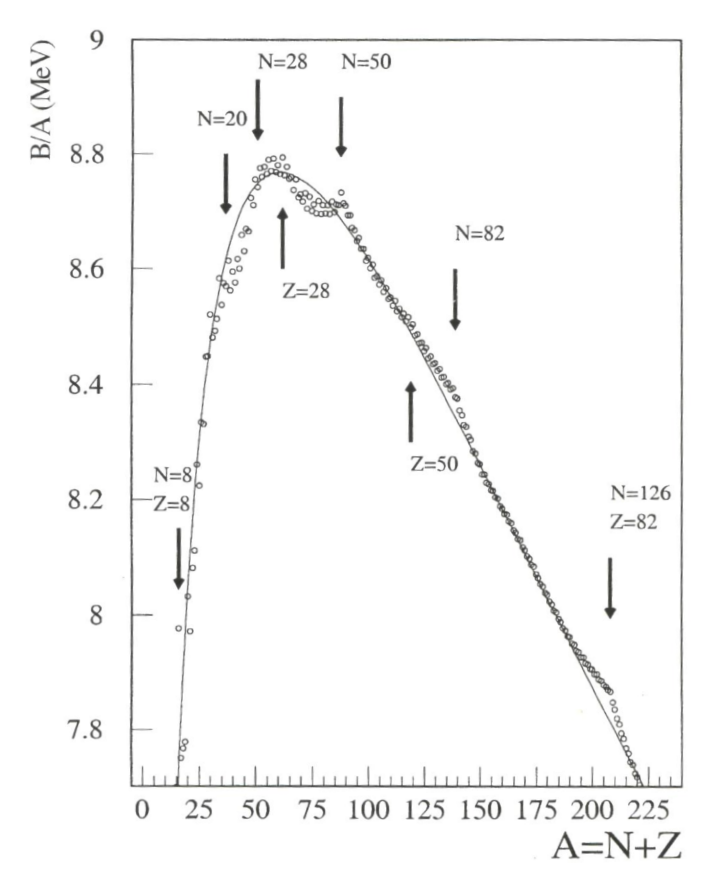 B/A (MeV)
9
8.8
8.6
8.4
8.2
8
7.8
N=28
N=50
N=20
Z=28
N=82
Z=50
N=8
Z=8
N=126
Z=82
0 25 50 75 100 125 150 175 200 225
A=N+Z